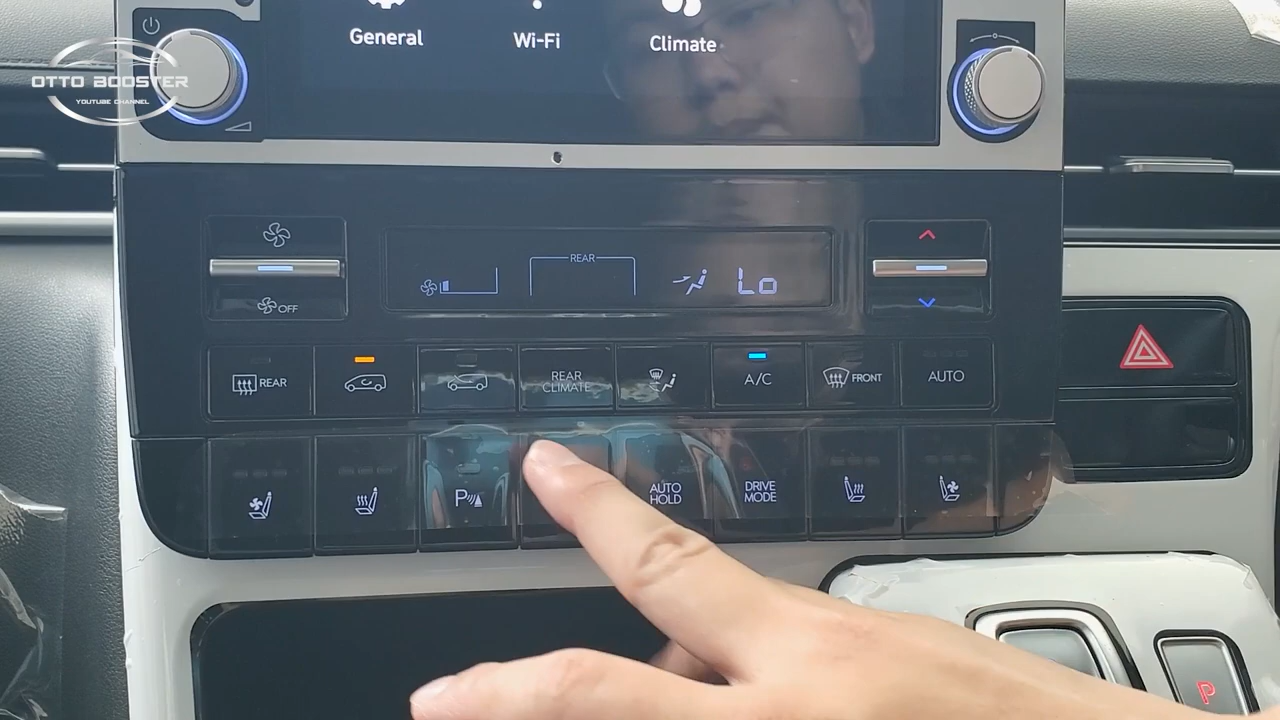 General
Wi-Fi
Climate
OTTO BOOSTER
YOUTUBE CHANNEL
REAR
Lo
OFF
REAR
REAR
CLIMATE
A/C
FRONT
AUTO
P
AUTO
HOLD
DRIVE
MODE
P